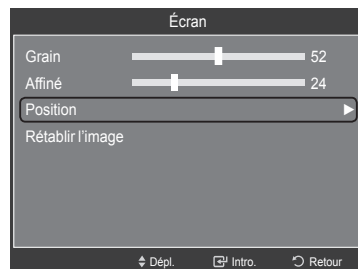 Écran
Grain 52
Affiné 24
Position
Rétablir l'image
Dépl. Intro. Retour